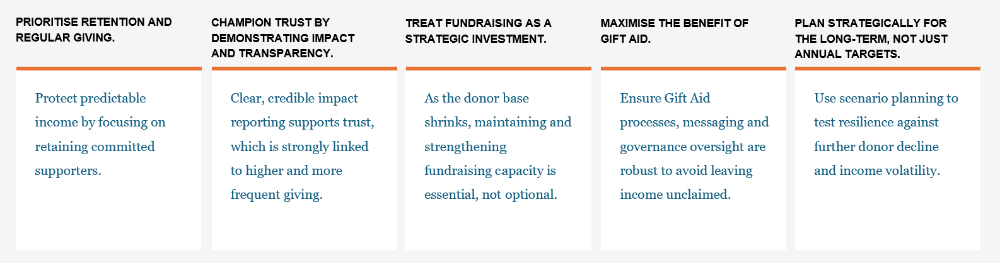 PRIORITISE RETENTION AND
REGULAR GIVING.
Protect predictable
income by focusing on
retaining committed
supporters.
CHAMPION TRUST BY
DEMONSTRATING IMPACT
AND TRANSPARENCY.
Clear, credible impact
reporting supports trust,
which is strongly linked
to higher and more
frequent giving.
TREAT FUNDRAISING AS A
STRATEGIC INVESTMENT.
As the donor base
shrinks, maintaining and
strengthening
fundraising capacity is
essential, not optional.
MAXIMISE THE BENEFIT OF
GIFT AID.
Ensure Gift Aid
processes, messaging and
governance oversight are
robust to avoid leaving
income unclaimed.
PLAN STRATEGICALLY FOR
THE LONG-TERM, NOT JUST
ANNUAL TARGETS.
Use scenario planning to
test resilience against
further donor decline
and income volatility.